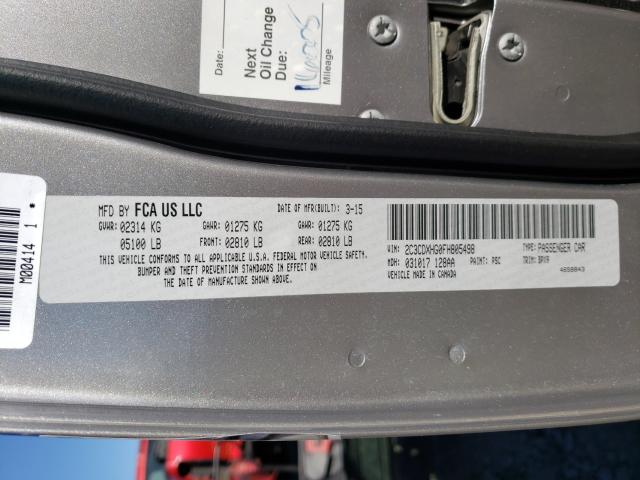 Date:
Next
Oil Change
Due:
Mileage
MFD BY FCA US LLC
DATE OF MFR(BUILT): 3-15
GVWR: 02314 KG
GAWR: 01275 KG
GAWR: 01275 KG
05100 LB
FRONT: 02810 LB
REAR: 02810 LB
THIS VEHICLE CONFORMS TO ALL APPLICABLE U.S.A. FEDERAL MOTOR VEHICLE SAFETY,
BUMPER AND THEFT PREVENTION STANDARDS IN EFFECT ON
THE DATE OF MANUFACTURE SHOWN ABOVE.
VIN: 2C3CDXHG0FH805498
TYPE: PASSENGER CAR
MDH: 031017 128AA
PAINT: PSC
TRIM: BPX9
VEHICLE MADE IN CANADA
4658843
M000414 1 *